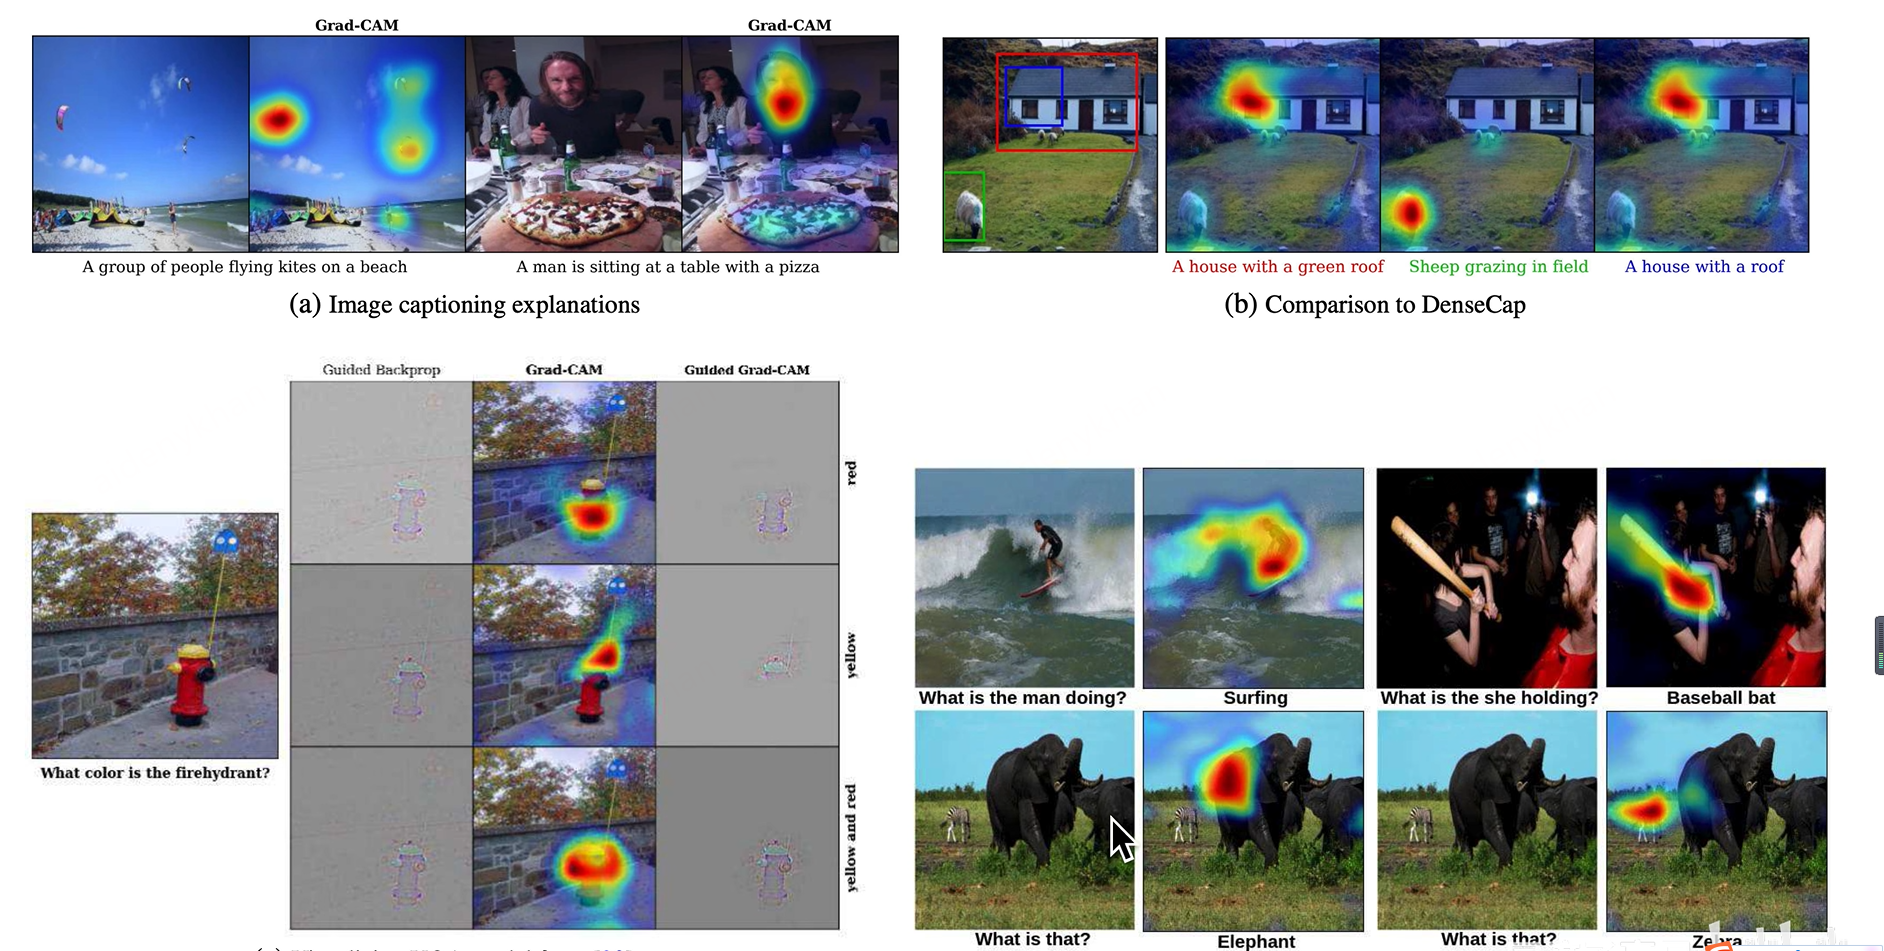 Grad-CAM
Grad-CAM
A group of people flying kites on a beach
A man is sitting at a table with a pizza
(a) Image captioning explanations
A house with a green roof
Sheep grazing in field
A house with a roof
(b) Comparison to DenseCap
Guided Backprop
Grad-CAM
Guided Grad-CAM
red
yellow
yellow and red
What color is the firehydrant?
What is the man doing?
Surfing
What is the she holding?
Baseball bat
What is that?
Elephant
What is that?
Zebra